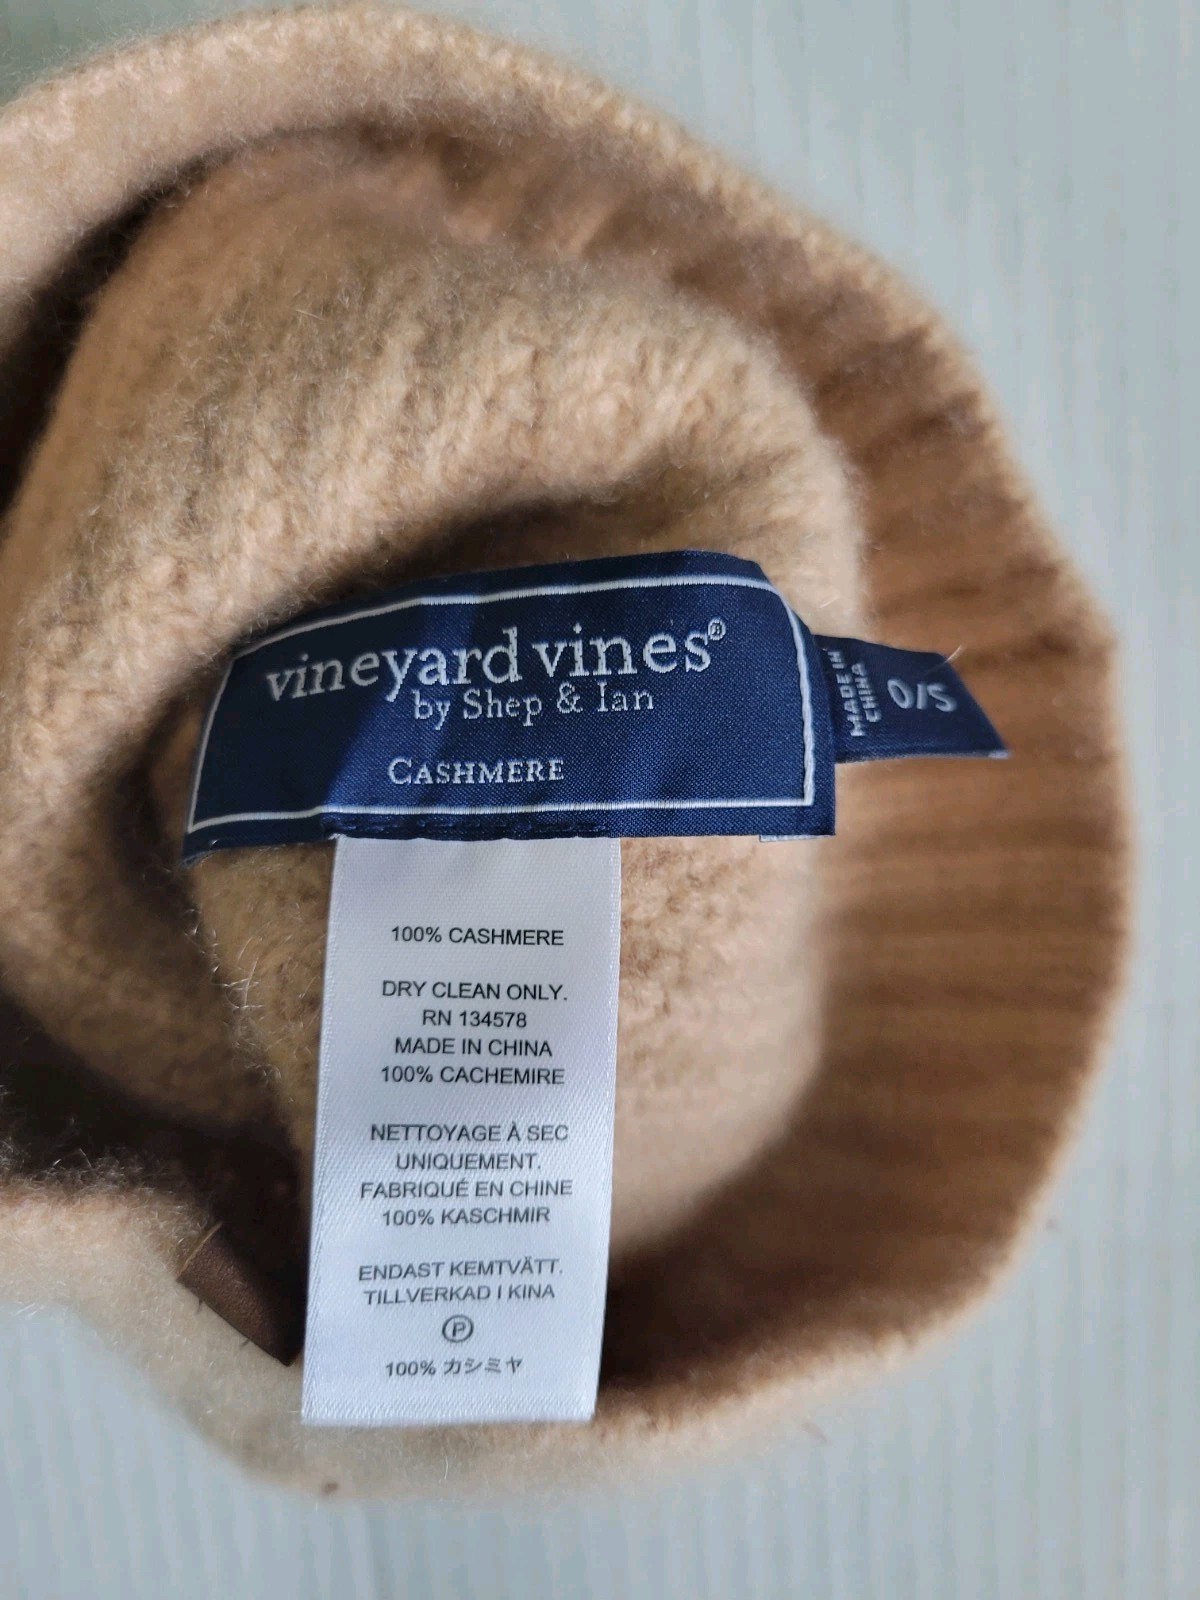 vineyard vines®
by Shep & Ian
CASHMERE
MADE IN
CHINA
O/S
100% CASHMERE
DRY CLEAN ONLY.
RN 134578
MADE IN CHINA
100% CACHEMIRE
NETTOYAGE À SEC
UNIQUEMENT.
FABRIQUÉ EN CHINE
100% KASCHMIR
ENDAST KEMTVÄTT.
TILLVERKAD I KINA
Ⓟ
100% カシミヤ